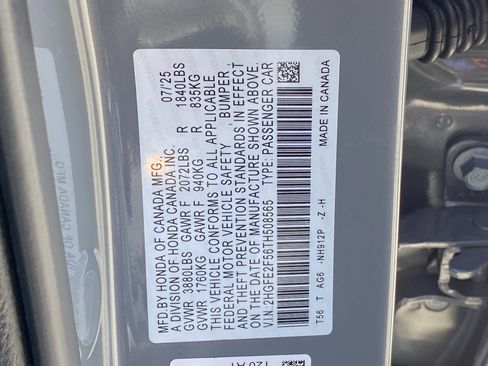 MFD. BY HONDA OF CANADA MFG., 07/'25
A DIVISION OF HONDA CANADA INC.
GVWR 3880LBS GAWR F 2072LBS R 1840LBS
GVWR 1760KG GAWR F 940KG R 835KG
THIS VEHICLE CONFORMS TO ALL APPLICABLE
FEDERAL MOTOR VEHICLE SAFETY, BUMPER,
AND THEFT PREVENTION STANDARDS IN EFFECT
ON THE DATE OF MANUFACTURE SHOWN ABOVE.
V.I.N.:2HGFE2F56TH508565 TYPE: PASSENGER CAR
T56 T AG6 -NH912P -Z -H MADE IN CANADA